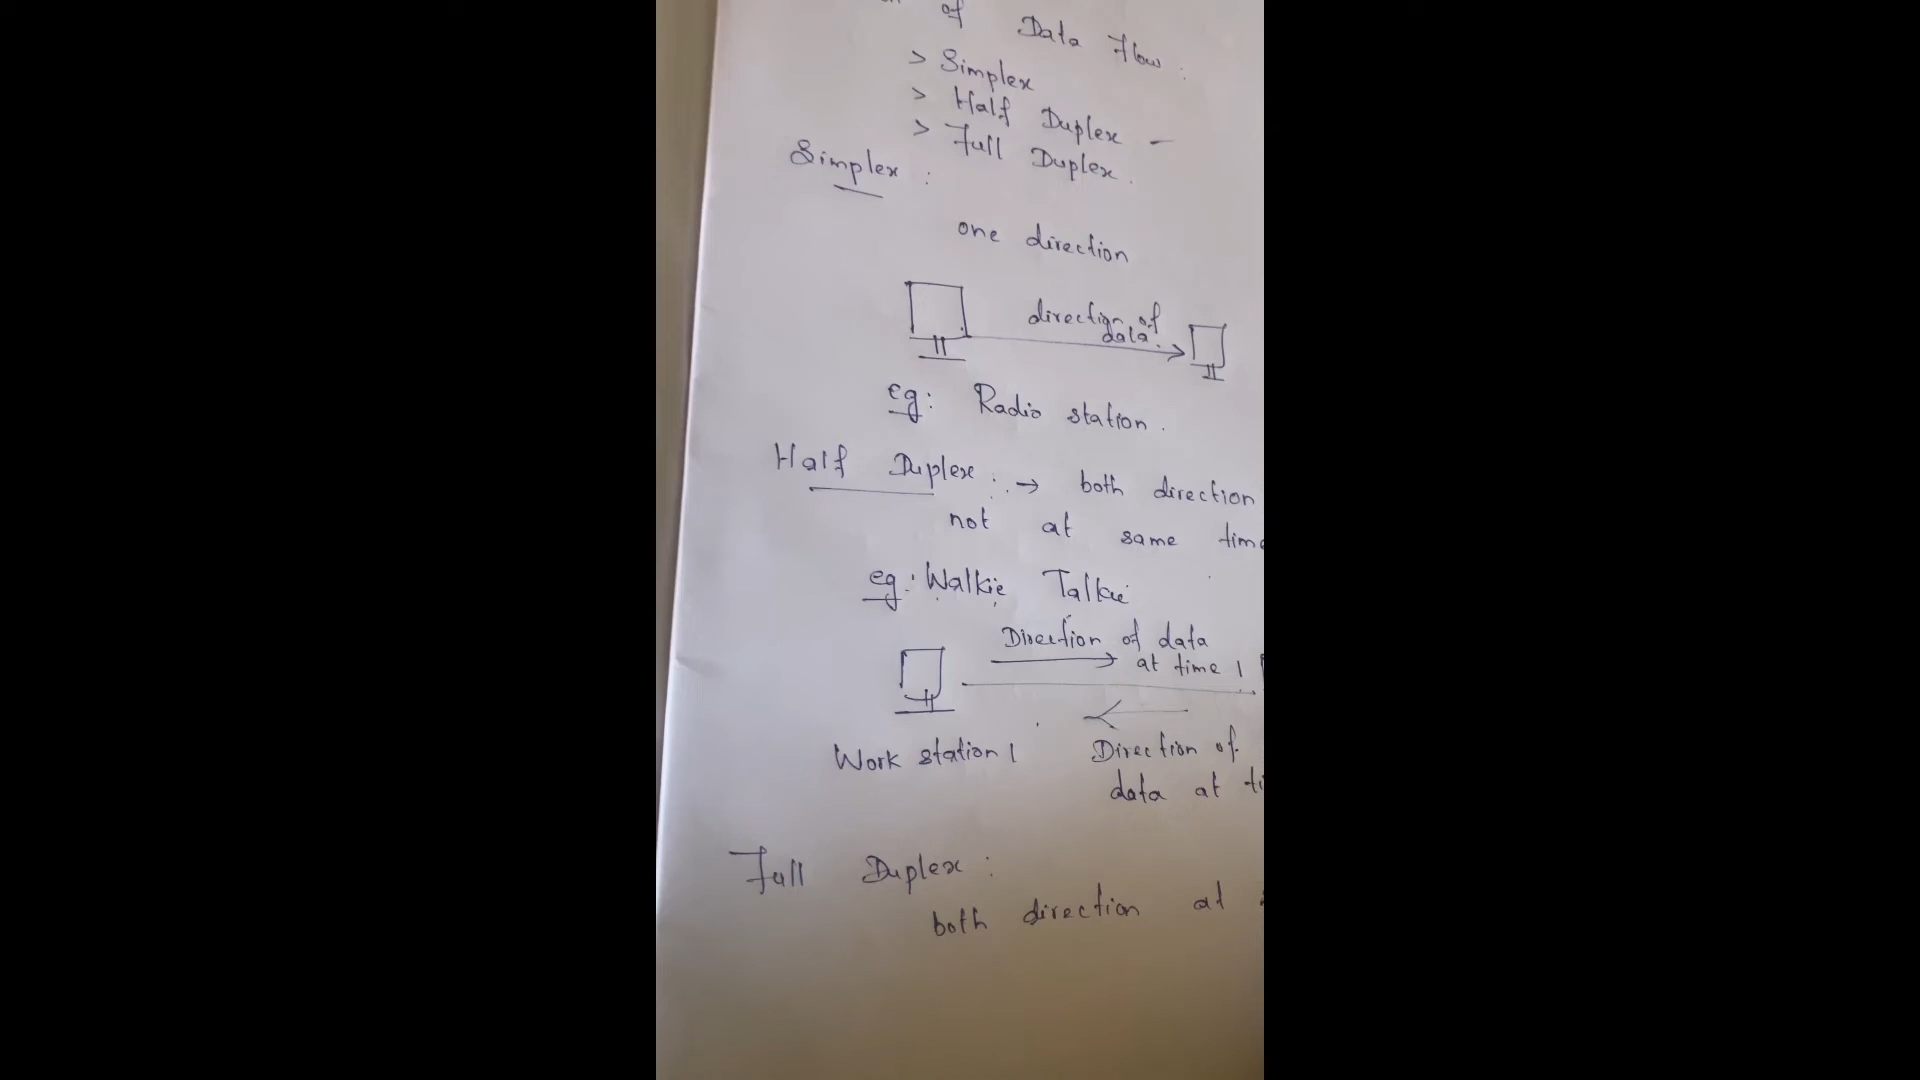 of Data Flow :
> Simplex
> Half Duplex -
> Full Duplex.
Simplex :
one direction
direction of
data.
eg: Radio station.
Half Duplex : → both direction
not at same time
eg: Walkie Talkie
Direction of data
at time 1
Work station 1
Direction of
data at
Full Duplex :
both direction at